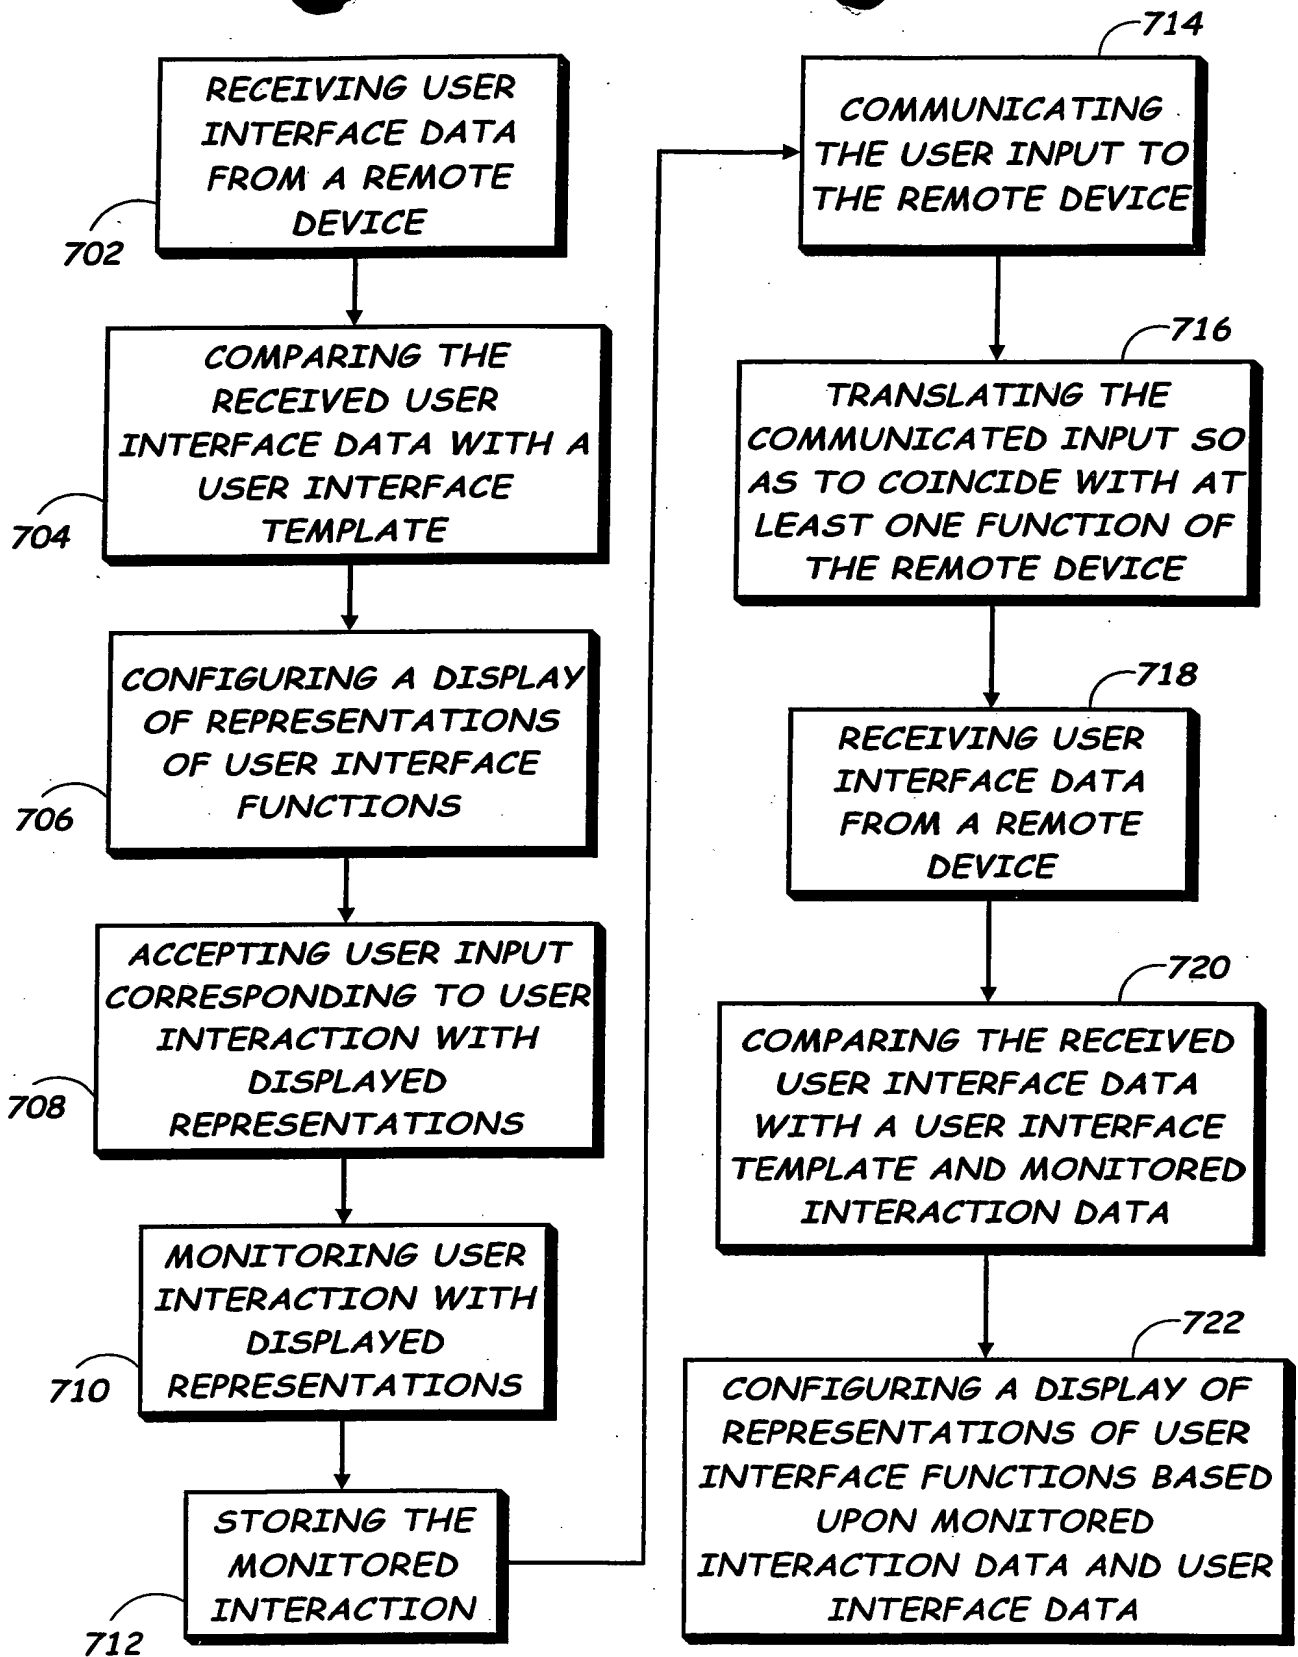 RECEIVING USER
INTERFACE DATA
FROM A REMOTE
DEVICE
702
COMPARING THE
RECEIVED USER
INTERFACE DATA WITH A
USER INTERFACE
TEMPLATE
704
CONFIGURING A DISPLAY
OF REPRESENTATIONS
OF USER INTERFACE
FUNCTIONS
706
ACCEPTING USER INPUT
CORRESPONDING TO USER
INTERACTION WITH
DISPLAYED
REPRESENTATIONS
708
MONITORING USER
INTERACTION WITH
DISPLAYED
REPRESENTATIONS
710
STORING THE
MONITORED
INTERACTION
712
714
COMMUNICATING
THE USER INPUT TO
THE REMOTE DEVICE
716
TRANSLATING THE
COMMUNICATED INPUT SO
AS TO COINCIDE WITH AT
LEAST ONE FUNCTION OF
THE REMOTE DEVICE
718
RECEIVING USER
INTERFACE DATA
FROM A REMOTE
DEVICE
720
COMPARING THE RECEIVED
USER INTERFACE DATA
WITH A USER INTERFACE
TEMPLATE AND MONITORED
INTERACTION DATA
722
CONFIGURING A DISPLAY OF
REPRESENTATIONS OF USER
INTERFACE FUNCTIONS BASED
UPON MONITORED
INTERACTION DATA AND USER
INTERFACE DATA